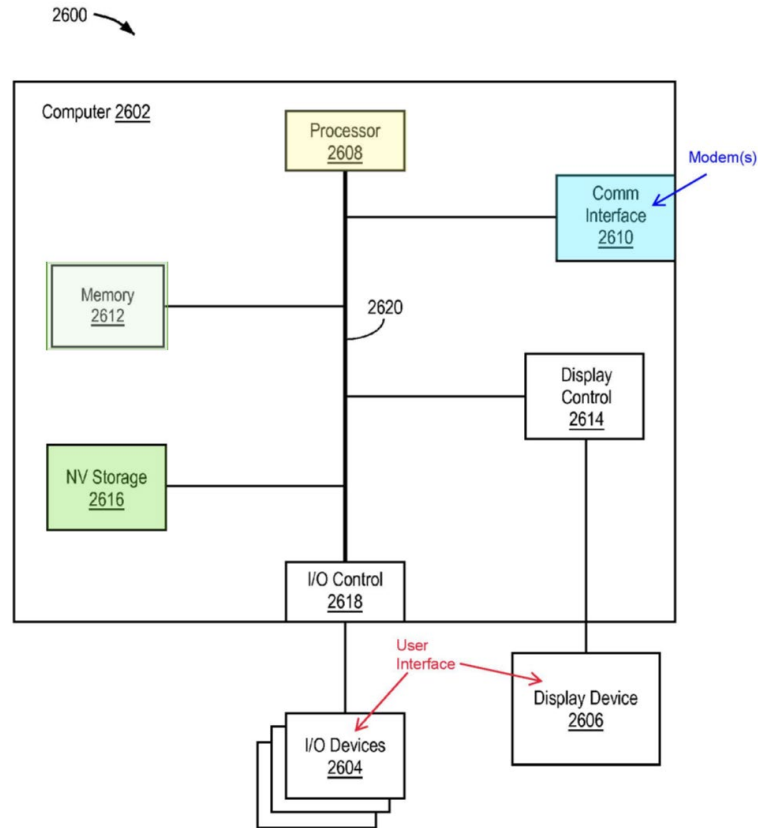 2600
Computer 2602
Processor
2608
Modem(s)
Comm
Interface
2610
Memory
2612
2620
Display
Control
2614
NV Storage
2616
I/O Control
2618
User
Interface
Display Device
2606
I/O Devices
2604